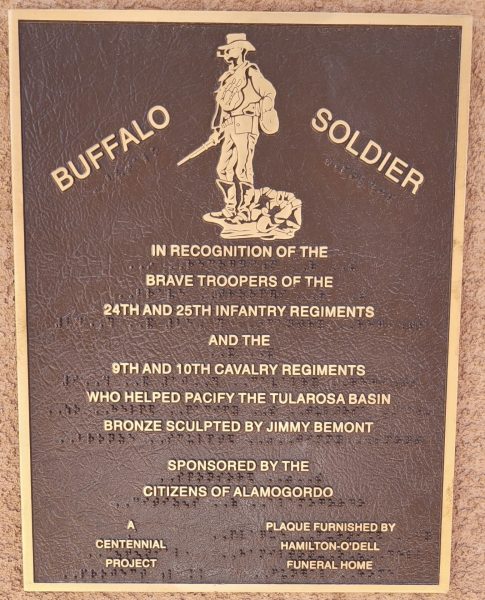 BUFFALO SOLDIER
IN RECOGNITION OF THE
BRAVE TROOPERS OF THE
24TH AND 25TH INFANTRY REGIMENTS
AND THE
9TH AND 10TH CAVALRY REGIMENTS
WHO HELPED PACIFY THE TULAROSA BASIN
BRONZE SCULPTED BY JIMMY BEMONT
SPONSORED BY THE
CITIZENS OF ALAMOGORDO
A
CENTENNIAL
PROJECT
PLAQUE FURNISHED BY
HAMILTON-O'DELL
FUNERAL HOME